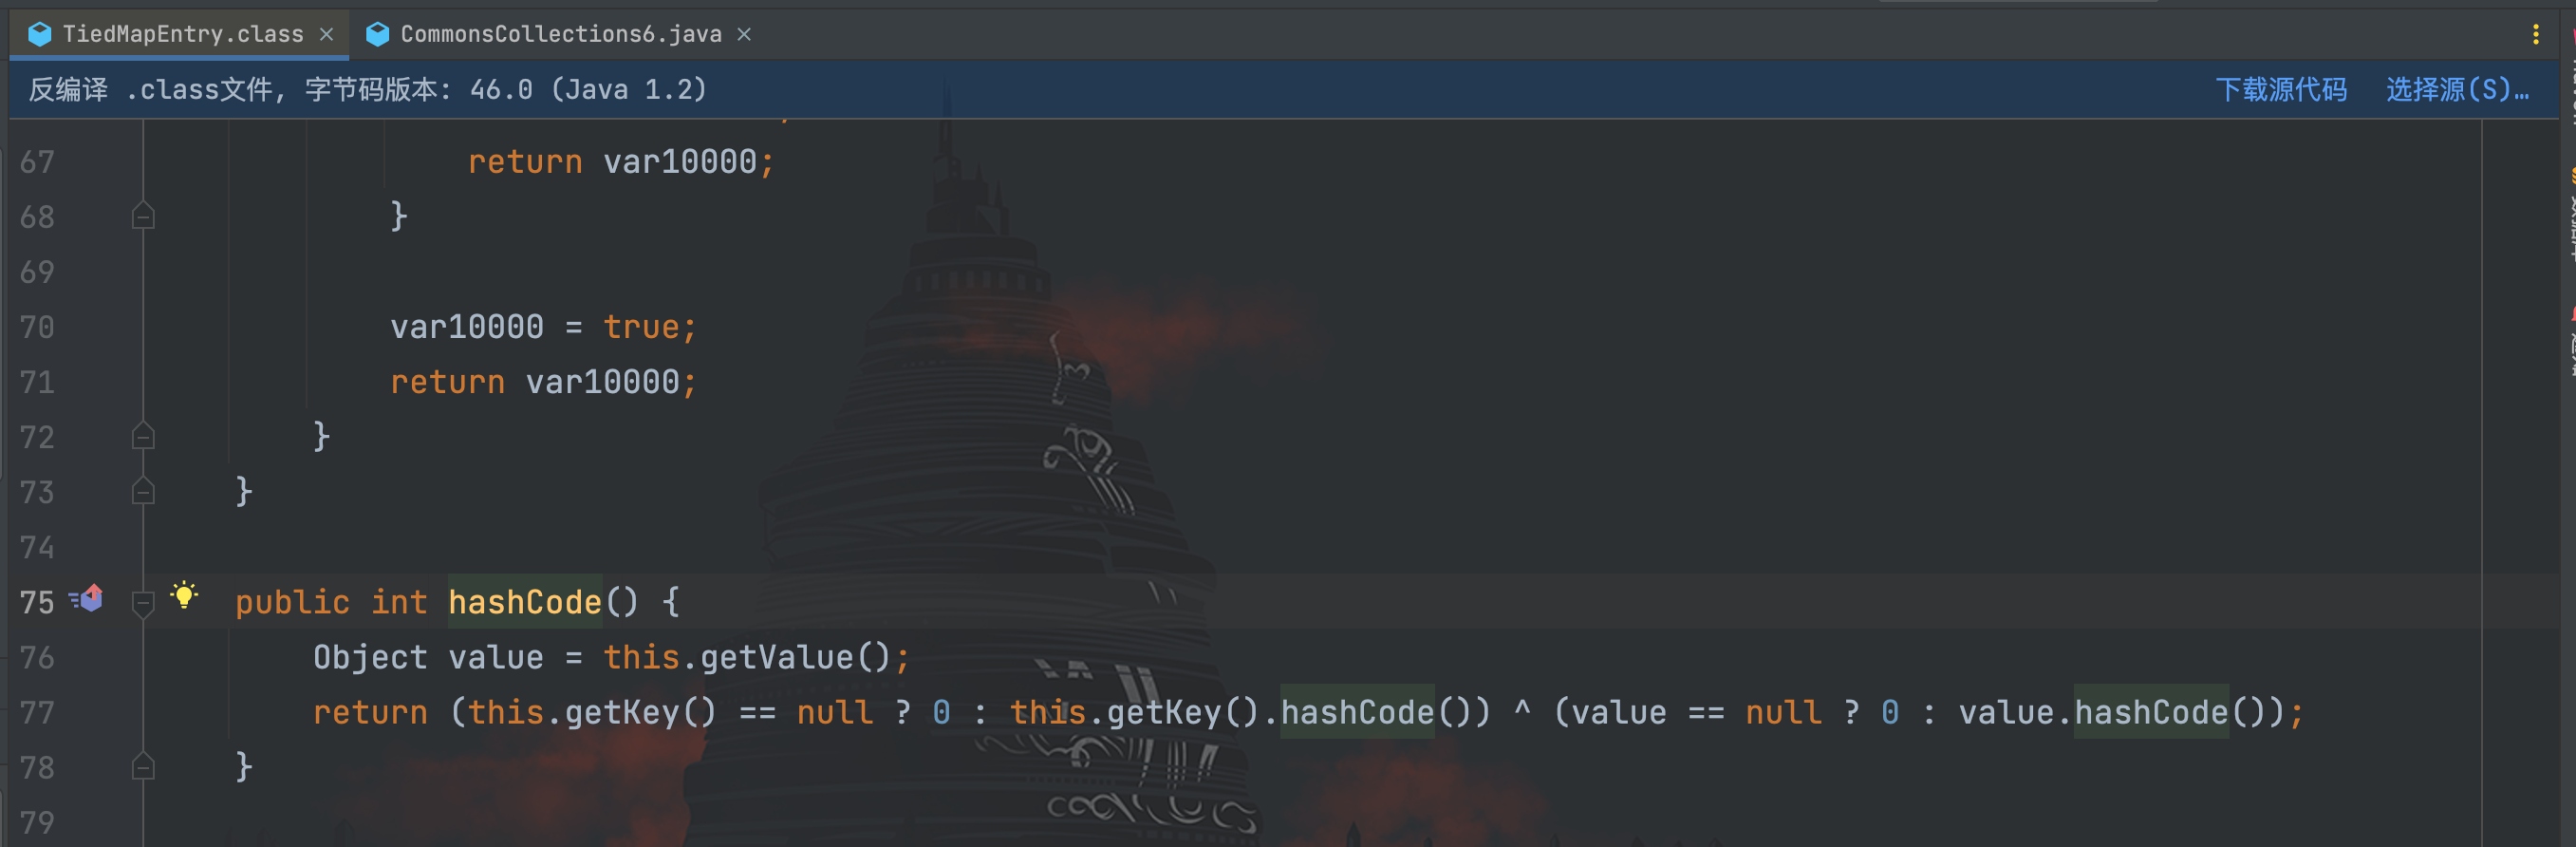 TiedMapEntry.class × CommonsCollections6.java ×
反编译 .class文件, 字节码版本: 46.0 (Java 1.2) 下载源代码 选择源(S)…
67 return var10000;
68 }
69
70 var10000 = true;
71 return var10000;
72 }
73 }
74
75 public int hashCode() {
76 Object value = this.getValue();
77 return (this.getKey() == null ? 0 : this.getKey().hashCode()) ^ (value == null ? 0 : value.hashCode());
78 }
79